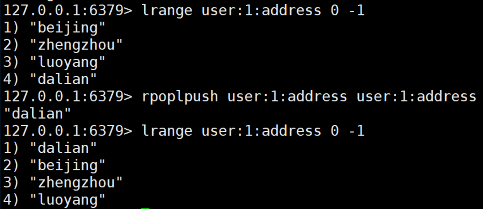 127.0.0.1:6379> lrange user:1:address 0 -1
1) "beijing"
2) "zhengzhou"
3) "luoyang"
4) "dalian"
127.0.0.1:6379> rpoplpush user:1:address user:1:address
"dalian"
127.0.0.1:6379> lrange user:1:address 0 -1
1) "dalian"
2) "beijing"
3) "zhengzhou"
4) "luoyang"